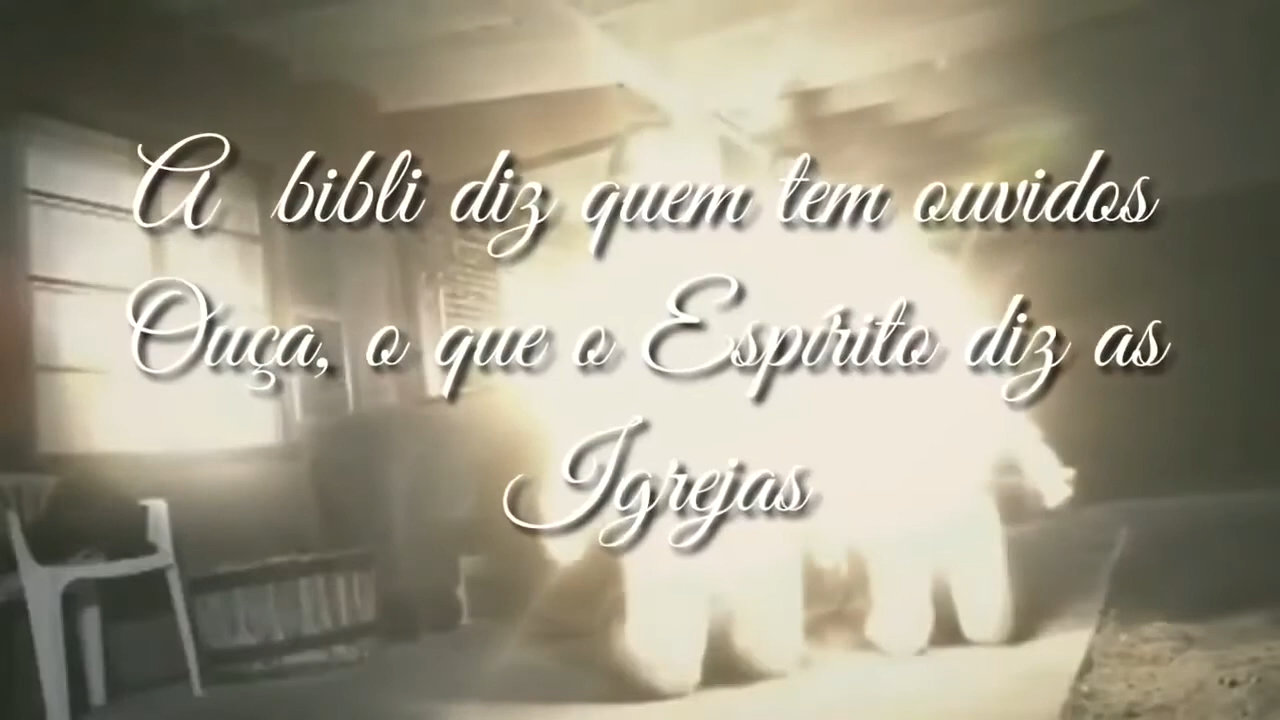 A bibli diz quem tem ouvidos
Ouça, o que o Espírito diz as
Igrejas